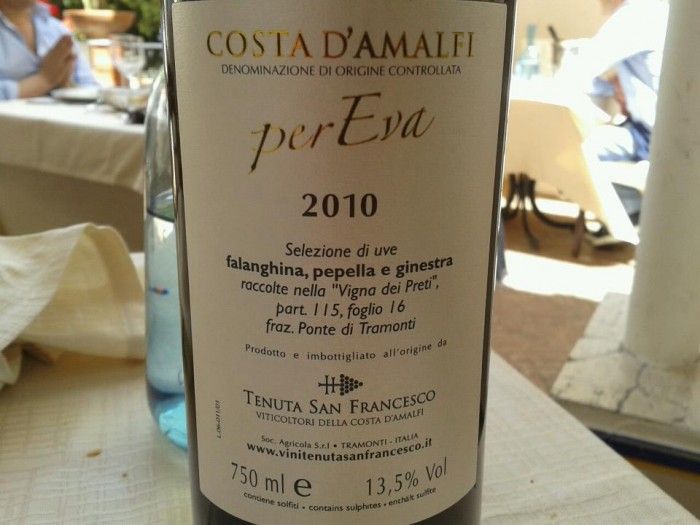 COSTA D'AMALFI
DENOMINAZIONE DI ORIGINE CONTROLLATA
perEva
2010
Selezione di uve
falanghina, pepella e ginestra
raccolte nella "Vigna dei Preti",
part. 115, foglio 16
fraz. Ponte di Tramonti
Prodotto e imbottigliato all'origine da
TENUTA SAN FRANCESCO
VITICOLTORI DELLA COSTA D'AMALFI
Soc. Agricola S.r.l • TRAMONTI - ITALIA
www.vinitenutasanfrancesco.it
750 ml e 13,5% Vol
contiene solfiti • contains sulphites • enthält sulfite